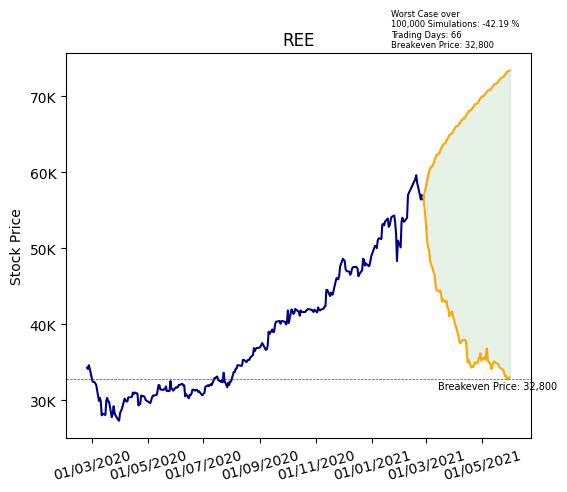 Worst Case over
100,000 Simulations: -42.19 %
Trading Days: 66
Breakeven Price: 32,800
REE
Stock Price
70K
60K
50K
40K
30K
Breakeven Price: 32,800
01/03/2020
01/05/2020
01/07/2020
01/09/2020
01/11/2020
01/01/2021
01/03/2021
01/05/2021